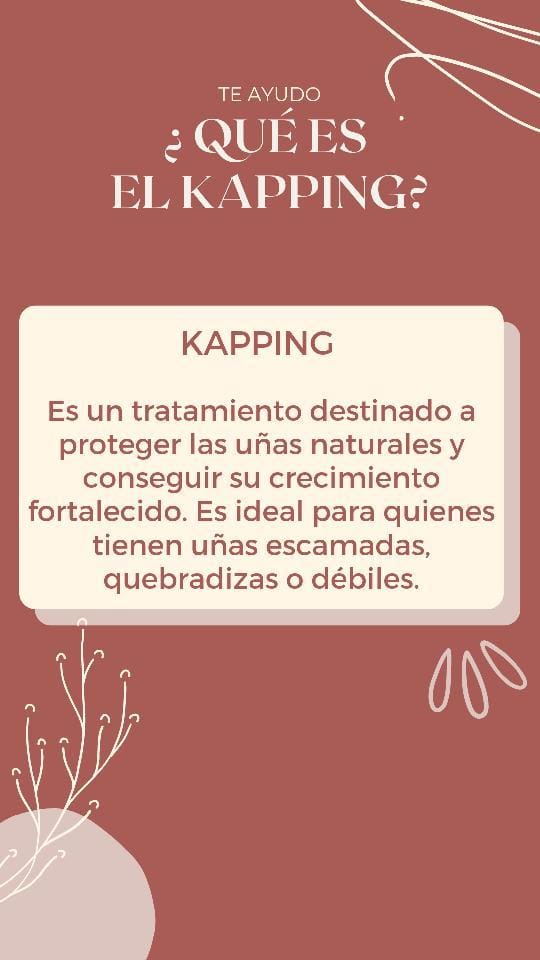 TE AYUDO
¿ QUÉ ES
EL KAPPING?
KAPPING
Es un tratamiento destinado a
proteger las uñas naturales y
conseguir su crecimiento
fortalecido. Es ideal para quienes
tienen uñas escamadas,
quebradizas o débiles.